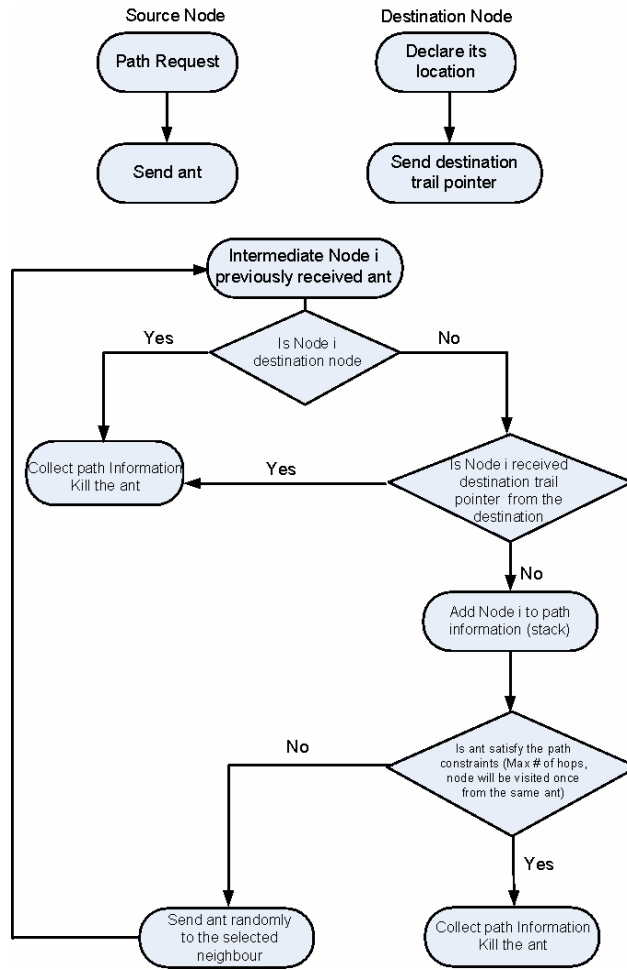 Source Node
Destination Node
Path Request
Declare its
location
Send ant
Send destination
trail pointer
Intermediate Node i
previously received ant
Yes
Is Node i
destination node
No
Collect path Information
Kill the ant
Yes
Is Node i received
destination trail
pointer from the
destination
No
Add Node i to path
information (stack)
No
Is ant satisfy the path
constraints (Max # of hops,
node will be visited once
from the same ant)
Yes
Send ant randomly
to the selected
neighbour
Collect path Information
Kill the ant